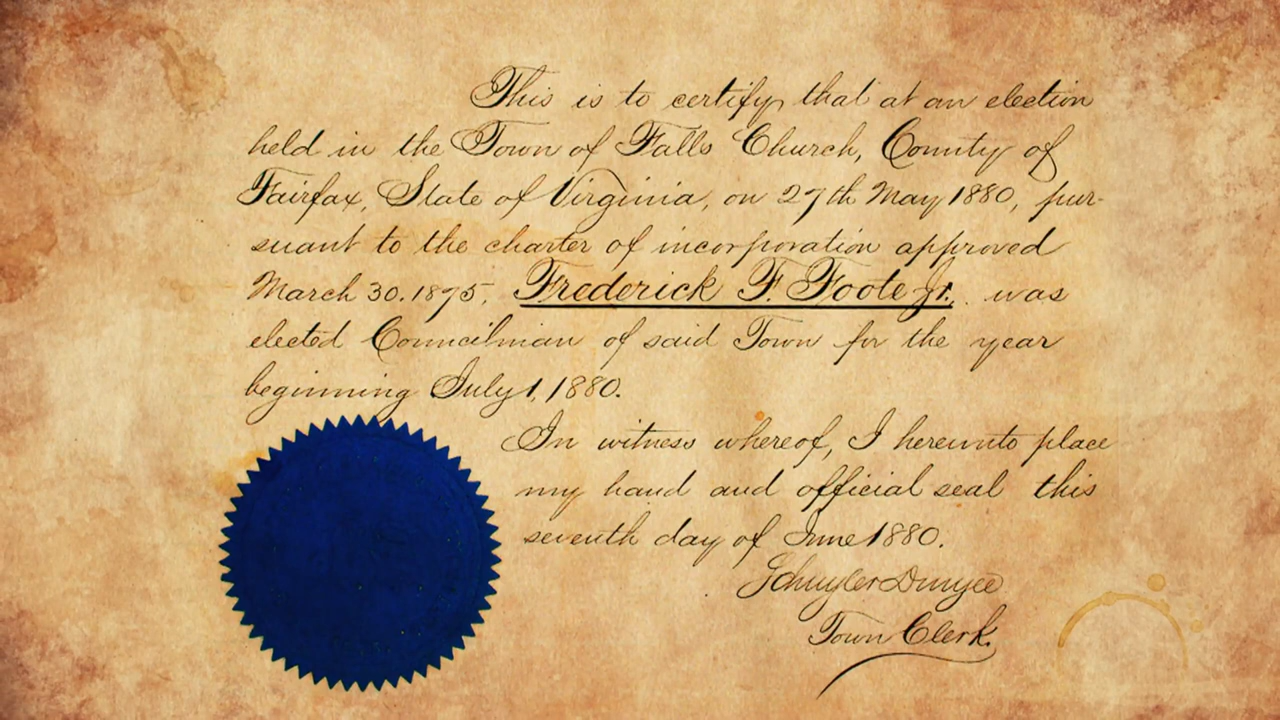 This is to certify that at an election
held in the Town of Falls Church, County of
Fairfax, State of Virginia, on 27th May 1880, pur-
suant to the charter of incorporation approved
March 30. 1875, Frederick F. Foote Jr. was
elected Councilman of said Town for the year
beginning July 1, 1880.
In witness whereof, I hereunto place
my hand and official seal this
seventh day of June 1880.
Schuyler Duryee
Town Clerk.